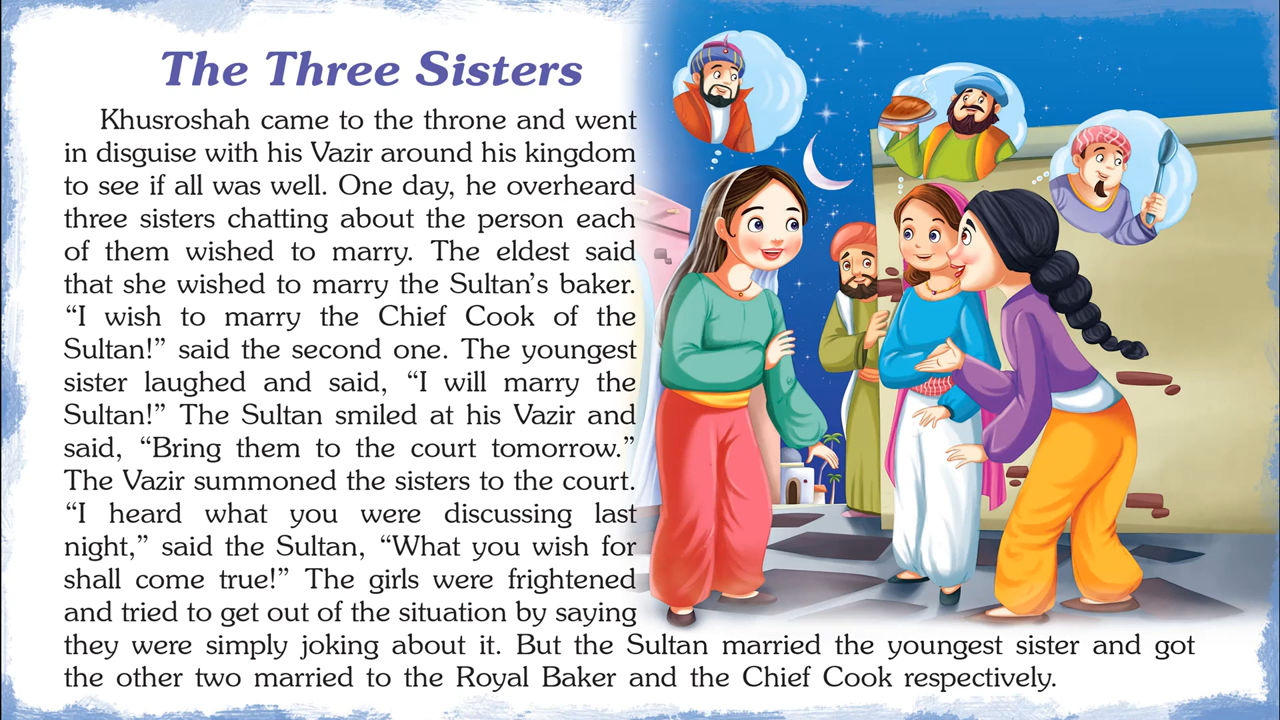 The Three Sisters
Khusroshah came to the throne and went
in disguise with his Vazir around his kingdom
to see if all was well. One day, he overheard
three sisters chatting about the person each
of them wished to marry. The eldest said
that she wished to marry the Sultan’s baker.
“I wish to marry the Chief Cook of the
Sultan!” said the second one. The youngest
sister laughed and said, “I will marry the
Sultan!” The Sultan smiled at his Vazir and
said, “Bring them to the court tomorrow.”
The Vazir summoned the sisters to the court.
“I heard what you were discussing last
night,” said the Sultan, “What you wish for
shall come true!” The girls were frightened
and tried to get out of the situation by saying
they were simply joking about it. But the Sultan married the youngest sister and got
the other two married to the Royal Baker and the Chief Cook respectively.